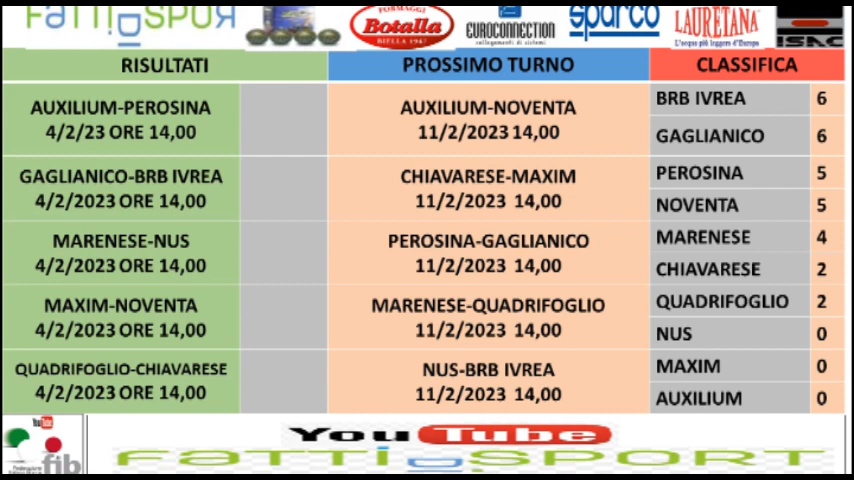 FaTTiDSPOR
FORMAGGI
Botalla
BIELLA 1947
EUROCONNECTION
collegamenti di sistemi
sparco
LAURETANA
L'acqua più leggera d'Europa
ISAC
RISULTATI
PROSSIMO TURNO
CLASSIFICA
AUXILIUM-PEROSINA
4/2/23 ORE 14,00
AUXILIUM-NOVENTA
11/2/2023 14,00
BRB IVREA 6
GAGLIANICO 6
GAGLIANICO-BRB IVREA
4/2/2023 ORE 14,00
CHIAVARESE-MAXIM
11/2/2023 14,00
PEROSINA 5
NOVENTA 5
MARENESE-NUS
4/2/2023 ORE 14,00
PEROSINA-GAGLIANICO
11/2/2023 14,00
MARENESE 4
CHIAVARESE 2
MAXIM-NOVENTA
4/2/2023 ORE 14,00
MARENESE-QUADRIFOGLIO
11/2/2023 14,00
QUADRIFOGLIO 2
NUS 0
QUADRIFOGLIO-CHIAVARESE
4/2/2023 ORE 14,00
NUS-BRB IVREA
11/2/2023 14,00
MAXIM 0
AUXILIUM 0
YouTube
fib
YouTube
FaTTiDSPORT